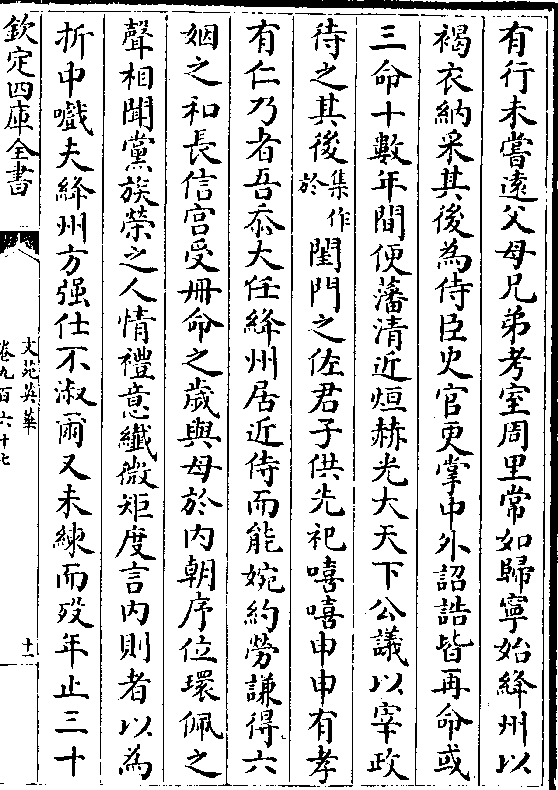 有行未嘗遠父母兄弟考室周里常如歸寧始絳州以
褐衣納采其後為侍臣史官更掌中外詔誥皆再命或
三命十數年間便藩清近烜赫光大天下公議以宰政
待之其後集作於閨門之佐君子供先祀嘻嘻申申有孝
有仁乃者吾忝大任絳州居近侍而能婉約勞謙得六
姻之和長信宮受冊命之歲與母於內朝序位環佩之
聲相聞黨族榮之人情禮意纖微矩度言內則者以為
折中嚱夫絳州方强仕不淑爾又未練而歿年止三十
欽定四庫全書
文苑英華
卷九百六十七
十一